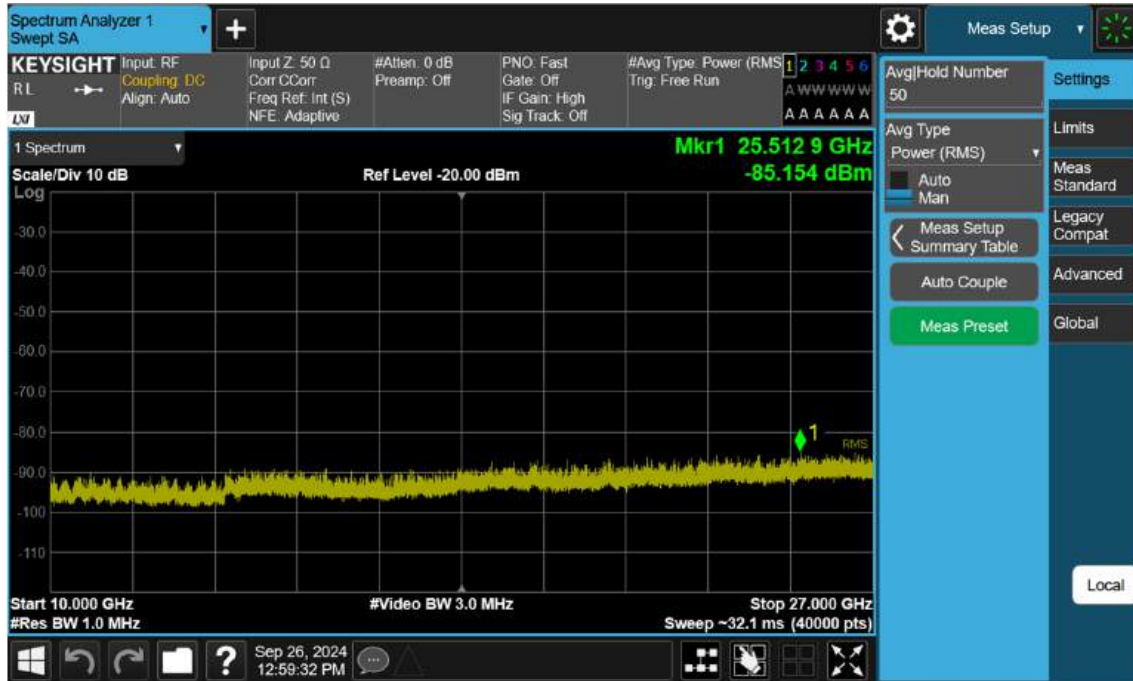 Spectrum Analyzer 1
Swept SA
+
Meas Setup
KEYSIGHT
RL
LXI
Input: RF
Coupling: DC
Align: Auto
Input Z: 50 Ω
Corr CCorr
Freq Ref: Int (S)
NFE: Adaptive
#Atten: 0 dB
Preamp: Off
PNO: Fast
Gate: Off
IF Gain: High
Sig Track: Off
#Avg Type: Power (RMS)
Trig: Free Run
1 2 3 4 5 6
A W W W W W
A A A A A A
1 Spectrum
Mkr1 25.512 9 GHz
-85.154 dBm
Scale/Div 10 dB
Ref Level -20.00 dBm
Log
-30.0
-40.0
-50.0
-60.0
-70.0
-80.0
-90.0
-100
-110
1
RMS
Start 10.000 GHz
#Video BW 3.0 MHz
Stop 27.000 GHz
#Res BW 1.0 MHz
Sweep ~32.1 ms (40000 pts)
Avg|Hold Number
50
Avg Type
Power (RMS)
Auto
Man
Meas Setup
Summary Table
Auto Couple
Meas Preset
Settings
Limits
Meas
Standard
Legacy
Compat
Advanced
Global
Local
?
Sep 26, 2024
12:59:32 PM